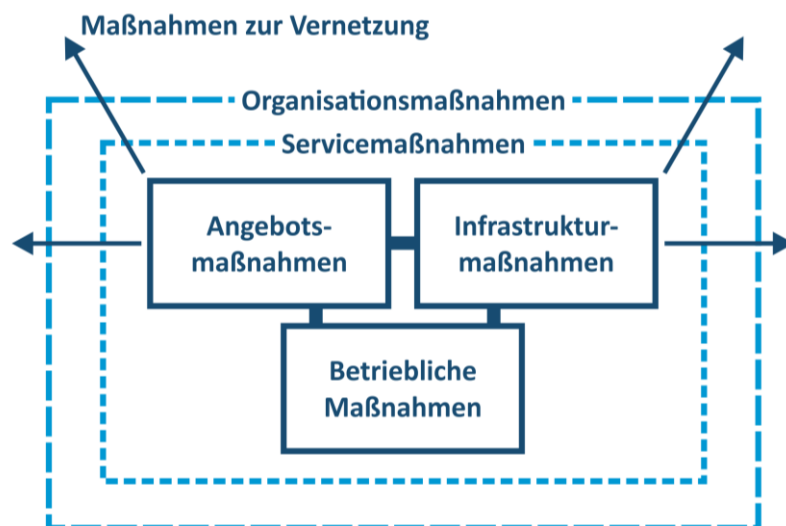 Maßnahmen zur Vernetzung
Organisationsmaßnahmen
Servicemaßnahmen
Angebots-
maßnahmen
Infrastruktur-
maßnahmen
Betriebliche
Maßnahmen